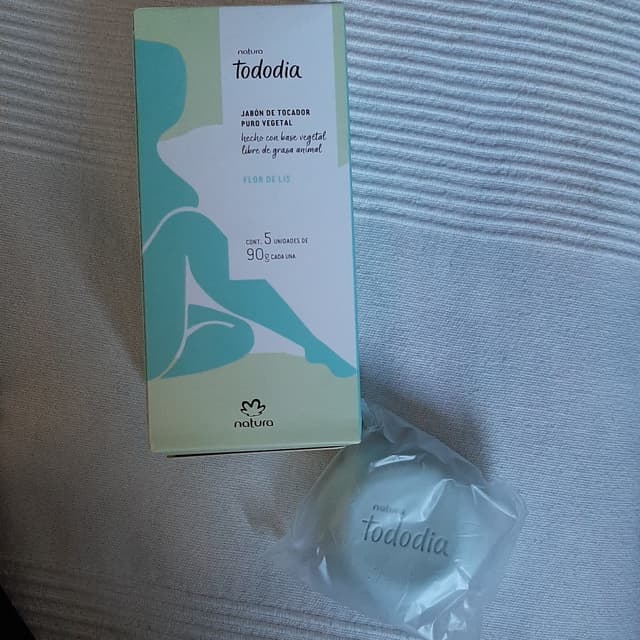 natura
Tododia
JABÓN DE TOCADOR
PURO VEGETAL
hecho con base vegetal
libre de grasa animal
FLOR DE LIS
CONT. 5 UNIDADES DE
90g CADA UNA
natura
natura
Tododia